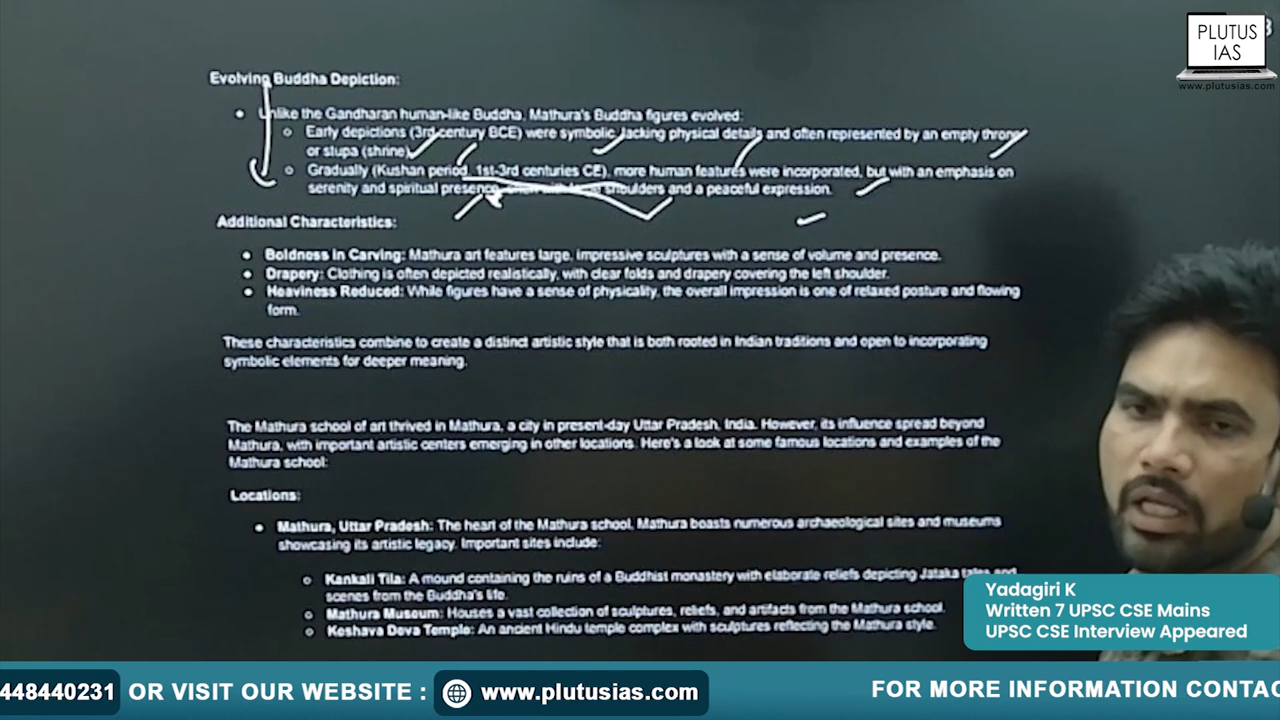 PLUTUS
IAS
www.plutusias.com
Evolving Buddha Depiction:
• Unlike the Gandharan human-like Buddha, Mathura's Buddha figures evolved:
○ Early depictions (3rd century BCE) were symbolic, lacking physical details and often represented by an empty throne
or stupa (shrine).
○ Gradually (Kushan period, 1st-3rd centuries CE), more human features were incorporated, but with an emphasis on
serenity and spiritual presence, shoulders and a peaceful expression.
Additional Characteristics:
• Boldness in Carving: Mathura art features large, impressive sculptures with a sense of volume and presence.
• Drapery: Clothing is often depicted realistically, with clear folds and drapery covering the left shoulder.
• Heaviness Reduced: While figures have a sense of physicality, the overall impression is one of relaxed posture and flowing
form.
These characteristics combine to create a distinct artistic style that is both rooted in Indian traditions and open to incorporating
symbolic elements for deeper meaning.
The Mathura school of art thrived in Mathura, a city in present-day Uttar Pradesh, India. However, its influence spread beyond
Mathura, with important artistic centers emerging in other locations. Here's a look at some famous locations and examples of the
Mathura school:
Locations:
• Mathura, Uttar Pradesh: The heart of the Mathura school, Mathura boasts numerous archaeological sites and museums
showcasing its artistic legacy. Important sites include:
○ Kankali Tila: A mound containing the ruins of a Buddhist monastery with elaborate reliefs depicting Jataka tales and
scenes from the Buddha's life.
○ Mathura Museum: Houses a vast collection of sculptures, reliefs, and artifacts from the Mathura school.
○ Keshava Deva Temple: An ancient Hindu temple complex with sculptures reflecting the Mathura style.
Yadagiri K
Written 7 UPSC CSE Mains
UPSC CSE Interview Appeared
448440231 OR VISIT OUR WEBSITE : www.plutusias.com FOR MORE INFORMATION CONTAC